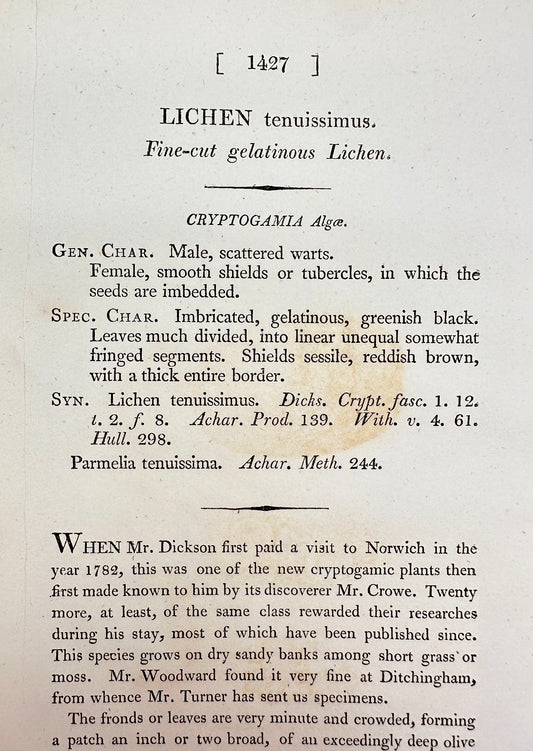 [ 1427 ]
LICHEN tenuissimus.
Fine-cut gelatinous Lichen.
CRYPTOGAMIA Algæ.
GEN. CHAR. Male, scattered warts.
Female, smooth shields or tubercles, in which the
seeds are imbedded.
SPEC. CHAR. Imbricated, gelatinous, greenish black.
Leaves much divided, into linear unequal somewhat
fringed segments. Shields sessile, reddish brown,
with a thick entire border.
SYN. Lichen tenuissimus. Dicks. Crypt. fasc. 1. 12.
t. 2. f. 8. Achar. Prod. 139. With. v. 4. 61.
Hull. 298.
Parmelia tenuissima. Achar. Meth. 244.
WHEN Mr. Dickson first paid a visit to Norwich in the
year 1782, this was one of the new cryptogamic plants then
first made known to him by its discoverer Mr. Crowe. Twenty
more, at least, of the same class rewarded their researches
during his stay, most of which have been published since.
This species grows on dry sandy banks among short grass or
moss. Mr. Woodward found it very fine at Ditchingham,
from whence Mr. Turner has sent us specimens.
The fronds or leaves are very minute and crowded, forming
a patch an inch or two broad, of an exceedingly deep olive